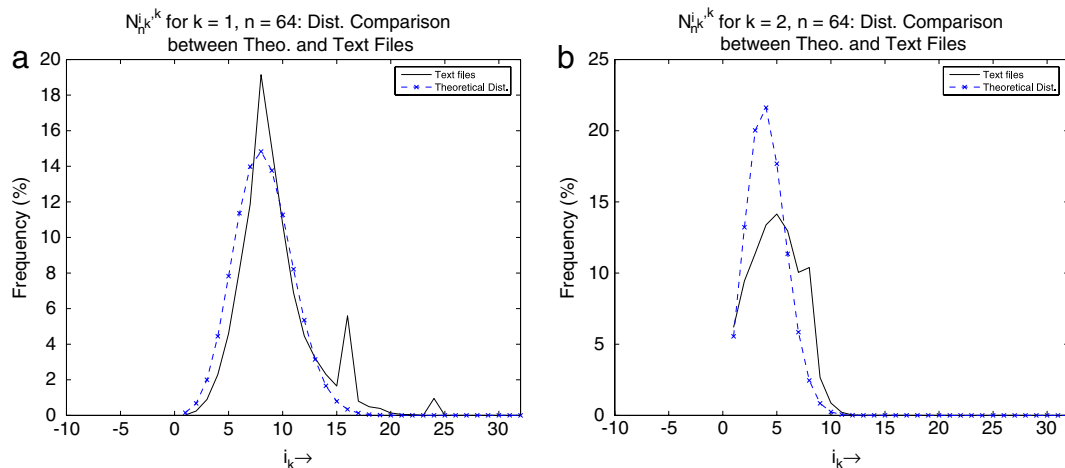 N_n^{i_k,k} for k = 1, n = 64: Dist. Comparison
between Theo. and Text Files
a
20
18
16
14
12
10
8
6
4
2
0
Frequency (%)
-10
-5
0
5
10
15
20
25
30
i_k→
Text files
Theoretical Dist.
N_n^{i_k,k} for k = 2, n = 64: Dist. Comparison
between Theo. and Text Files
b
25
20
15
10
5
0
Frequency (%)
-10
-5
0
5
10
15
20
25
30
i_k→
Text files
Theoretical Dist.